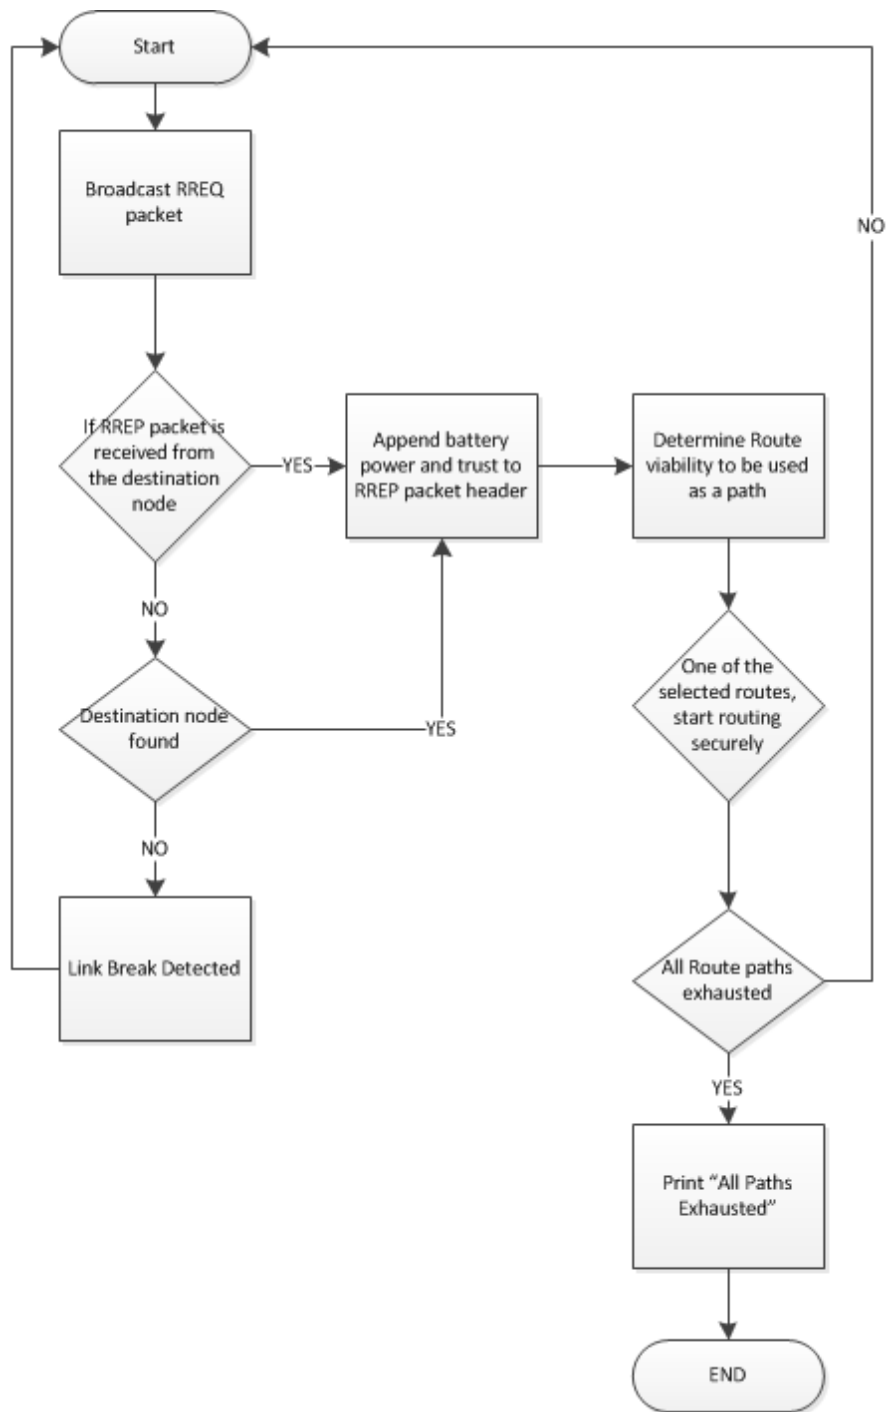 Start
Broadcast RREQ
packet
If RREP packet is
received from
the destination
node
YES
Append battery
power and trust to
RREP packet header
Determine Route
viability to be used
as a path
NO
NO
Destination node
found
YES
One of the
selected routes,
start routing
securely
NO
Link Break Detected
All Route paths
exhausted
YES
Print “All Paths
Exhausted”
END